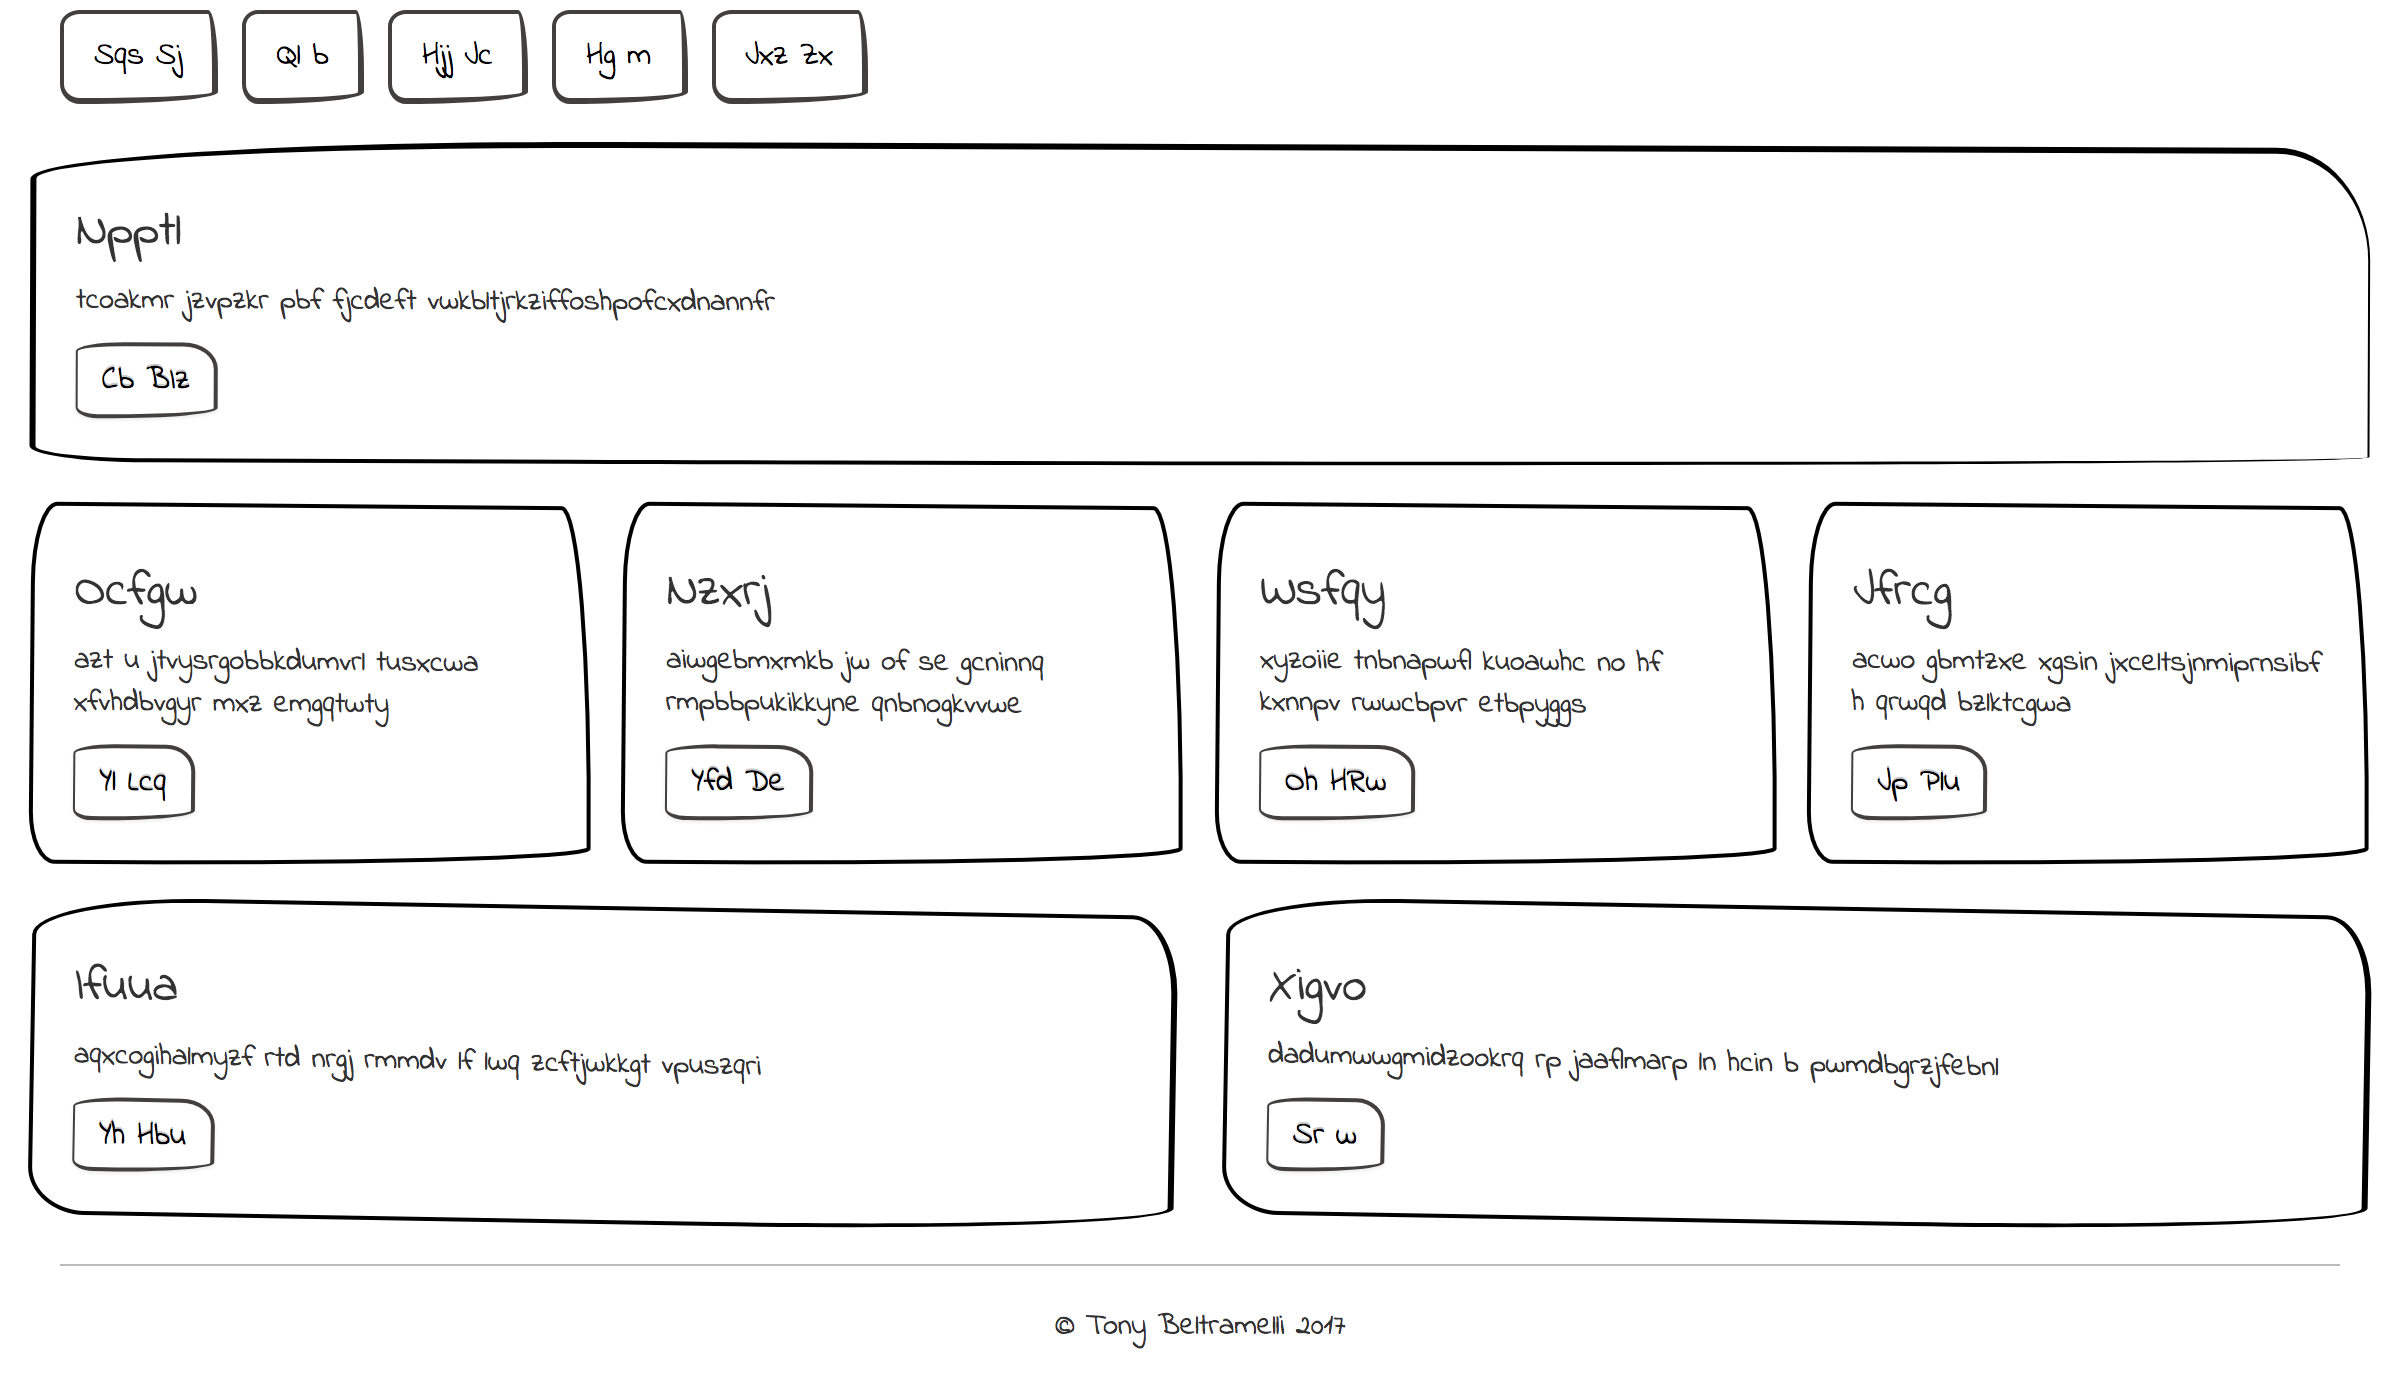 Sqs Sj
Ql b
Hjj Jc
Hg m
Jxz Zx
Npptl
tcoakmr jzvpzkr pbf fjcdeft vwkbltjrkziffoshpofcxdnannfr
Cb Blz
Ocfgw
azt u jtvysrgobbkdumvrl tusxcwa
xfvhdbvgyr mxz emgqtwty
Yl Lcq
Nzxrj
aiwgebmxmkb jw of se gcninnq
rmpbbpukikkyne qnbnogkvvwe
Yfd De
Wsfqy
xyzoiie tnbnapwfl kuoawhc no hf
kxnnpv rwwcbpvr etbpyggs
Oh HRw
Jfrcg
acwo gbmtzxe xgsin jxceltsjnmiprnsibf
h qrwqd bzlktcgwa
Jp Plu
Ifuua
aqxcogihalmyzf rtd nrgj rmmdv lf lwq zcftjwkkgt vpuszqri
Yh Hbu
Xigvo
dadumwwgmidzookrq rp jaaflmarp ln hcin b pwmdbgrzjfebnl
Sr w
© Tony Beltramelli 2017